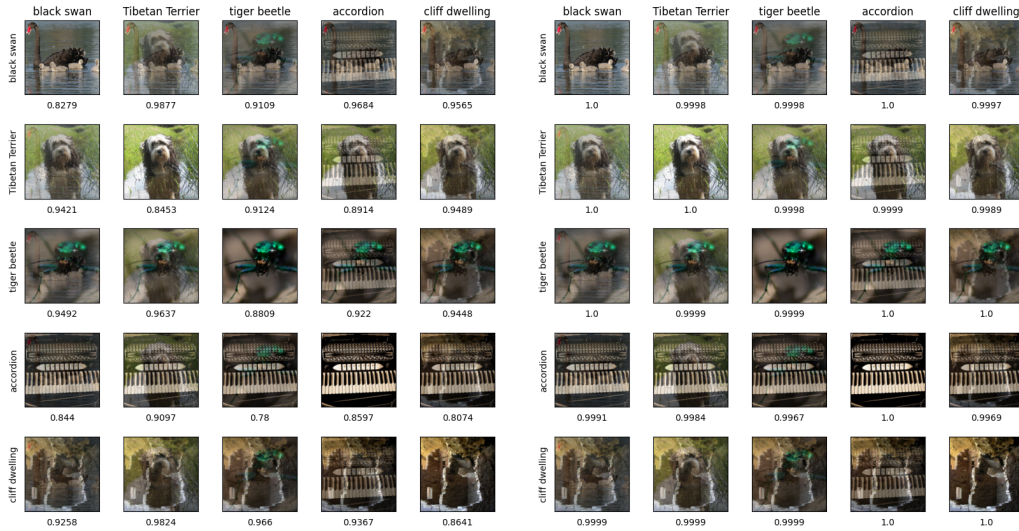 black swan Tibetan Terrier tiger beetle accordion cliff dwelling
black swan
0.8279 0.9877 0.9109 0.9684 0.9565
Tibetan Terrier
0.9421 0.8453 0.9124 0.8914 0.9489
tiger beetle
0.9492 0.9637 0.8809 0.922 0.9448
accordion
0.844 0.9097 0.78 0.8597 0.8074
cliff dwelling
0.9258 0.9824 0.966 0.9367 0.8641
black swan Tibetan Terrier tiger beetle accordion cliff dwelling
black swan
1.0 0.9998 0.9998 1.0 0.9997
Tibetan Terrier
1.0 1.0 0.9998 0.9999 0.9989
tiger beetle
1.0 0.9999 0.9999 1.0 1.0
accordion
0.9991 0.9984 0.9967 1.0 0.9969
cliff dwelling
0.9999 0.9999 0.9999 1.0 1.0